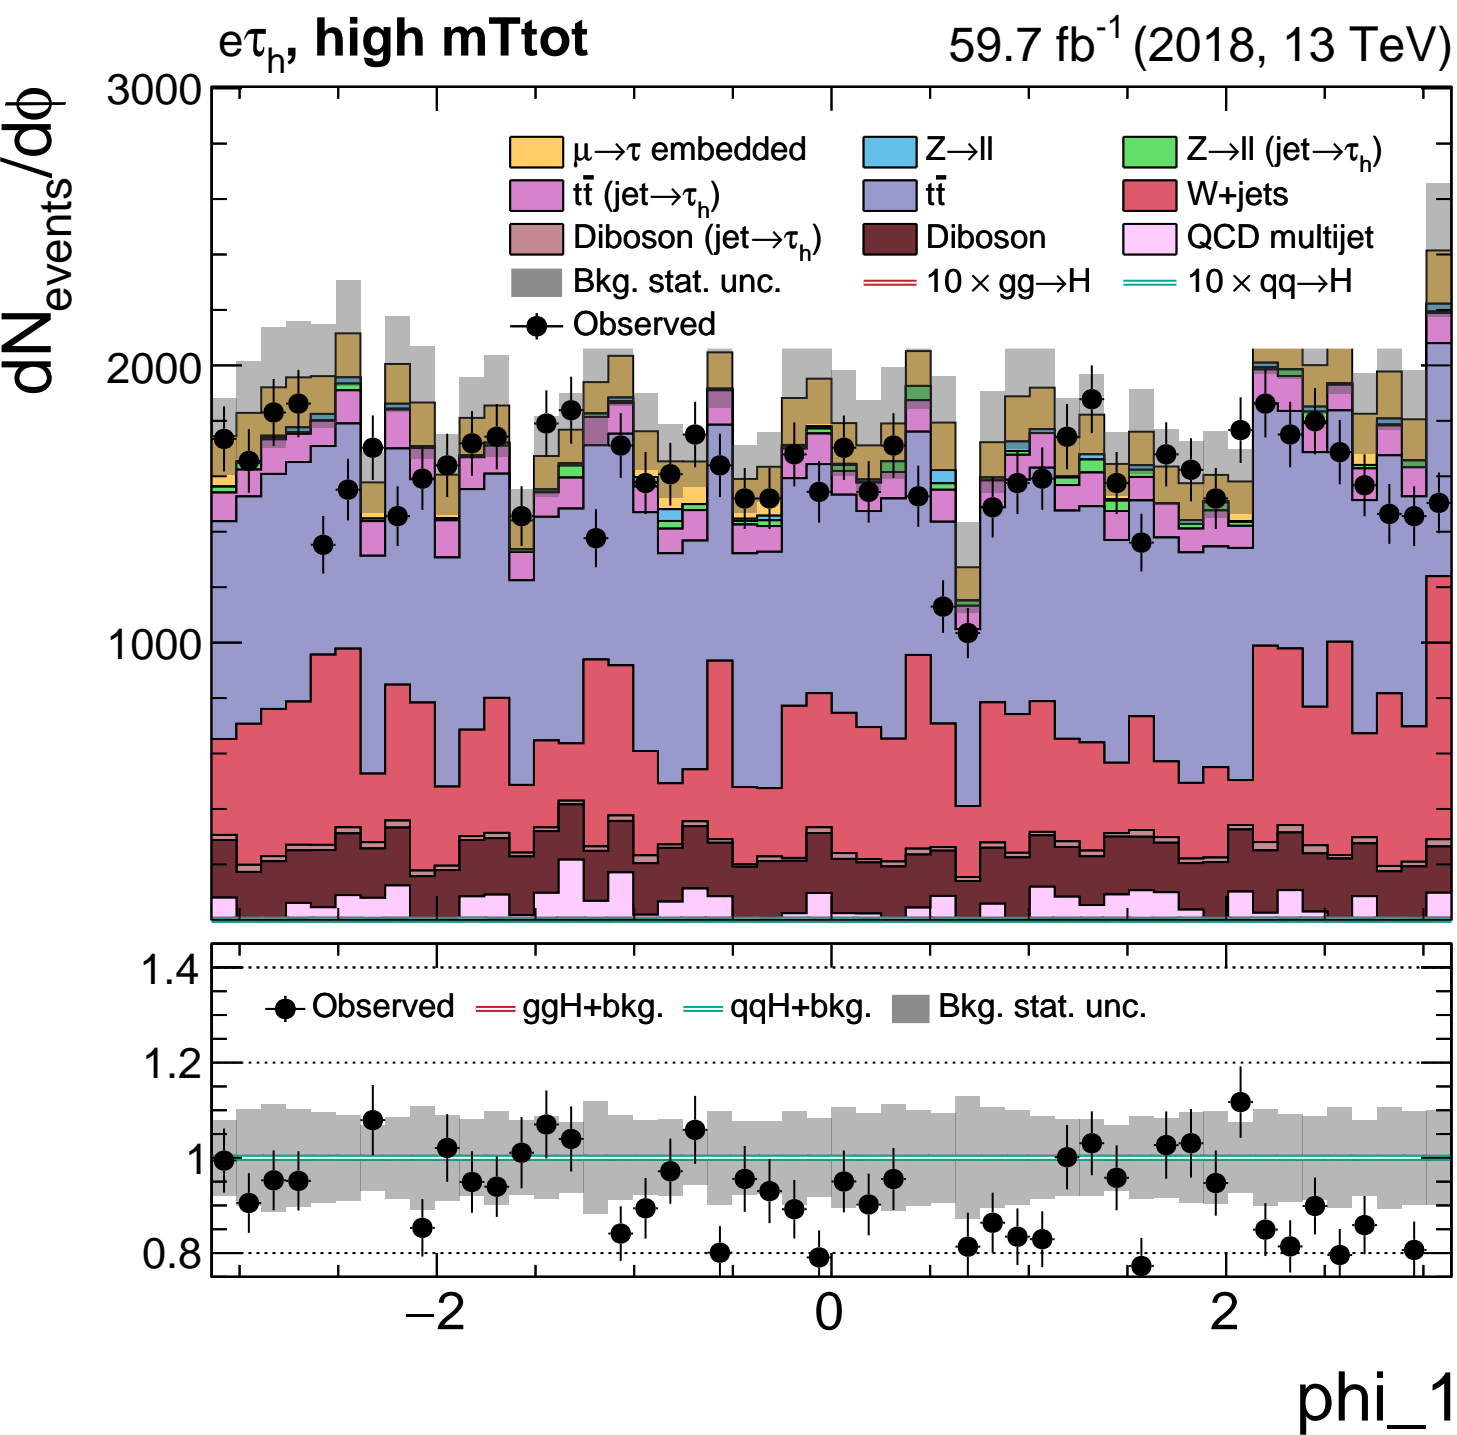 eτh, high mTtot 59.7 fb-1 (2018, 13 TeV)
dNevents/dϕ
3000
2000
1000
μ→τ embedded Z→ll Z→ll (jet→τh)
tt̄ (jet→τh) tt̄ W+jets
Diboson (jet→τh) Diboson QCD multijet
Bkg. stat. unc. 10 × gg→H 10 × qq→H
Observed
1.4
1.2
1
0.8
Observed ggH+bkg. qqH+bkg. Bkg. stat. unc.
−2 0 2
phi_1